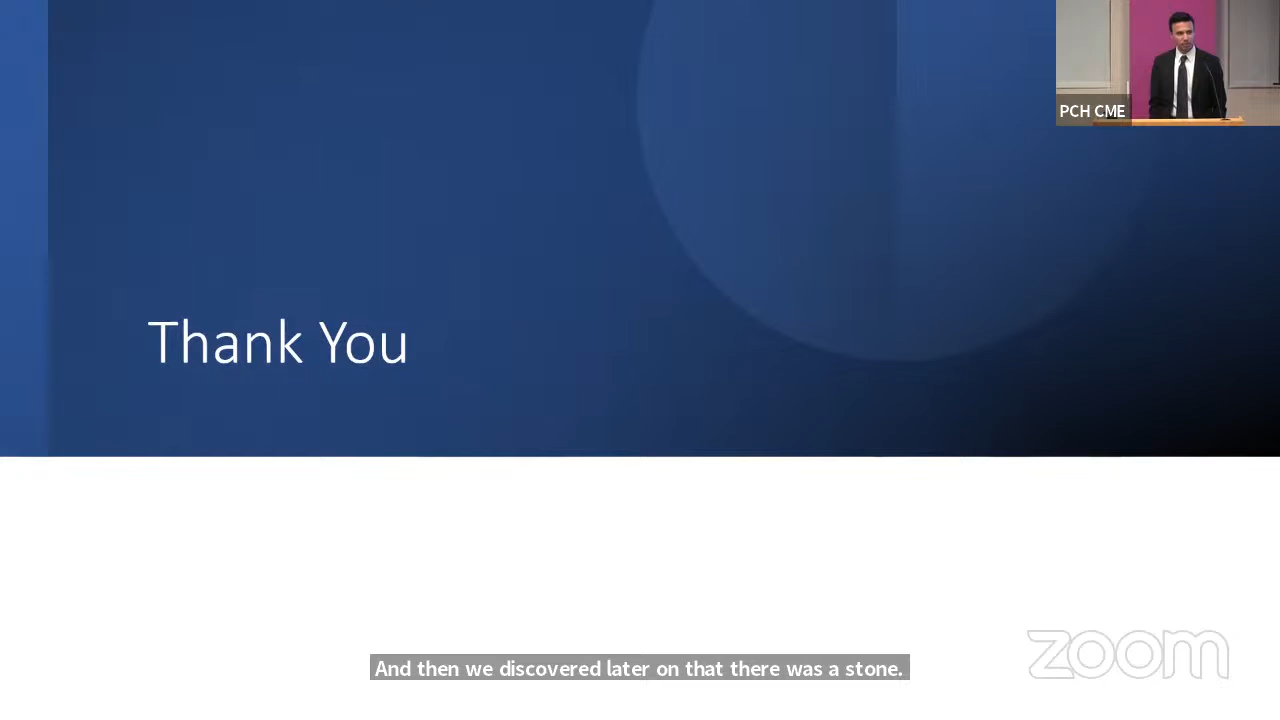 PCH CME
Thank You
And then we discovered later on that there was a stone.
zoom